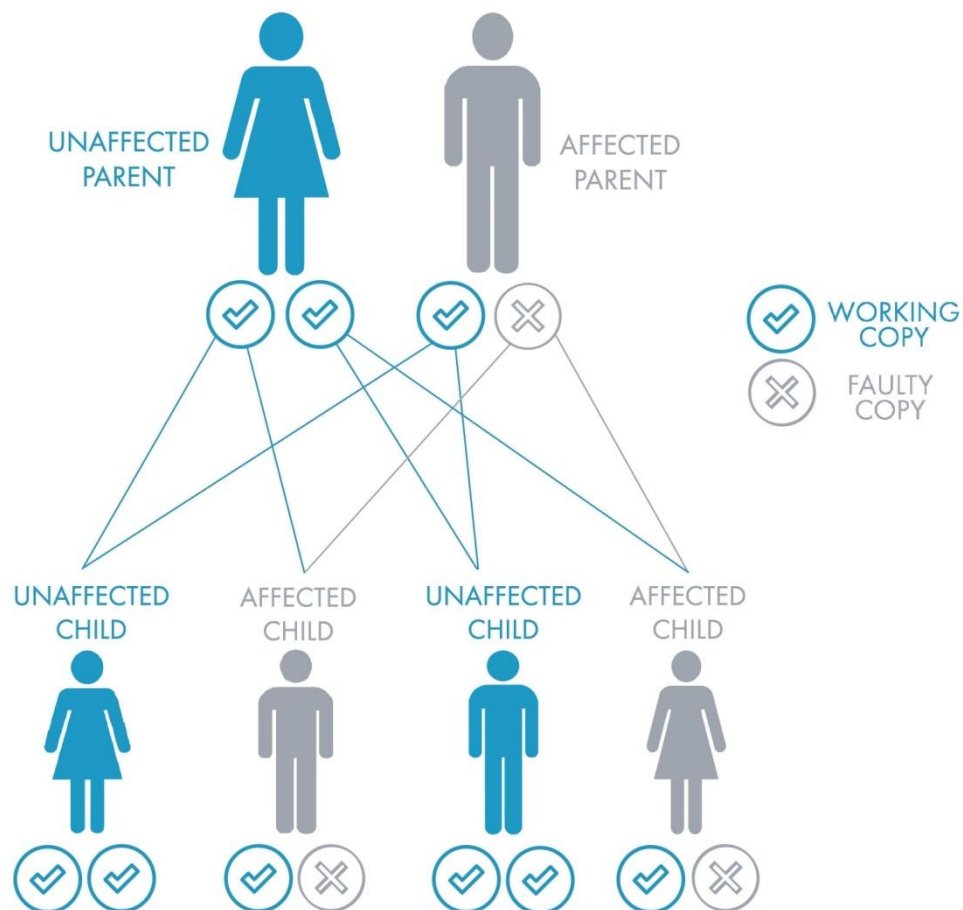 UNAFFECTED
PARENT
AFFECTED
PARENT
WORKING
COPY
FAULTY
COPY
UNAFFECTED
CHILD
AFFECTED
CHILD
UNAFFECTED
CHILD
AFFECTED
CHILD